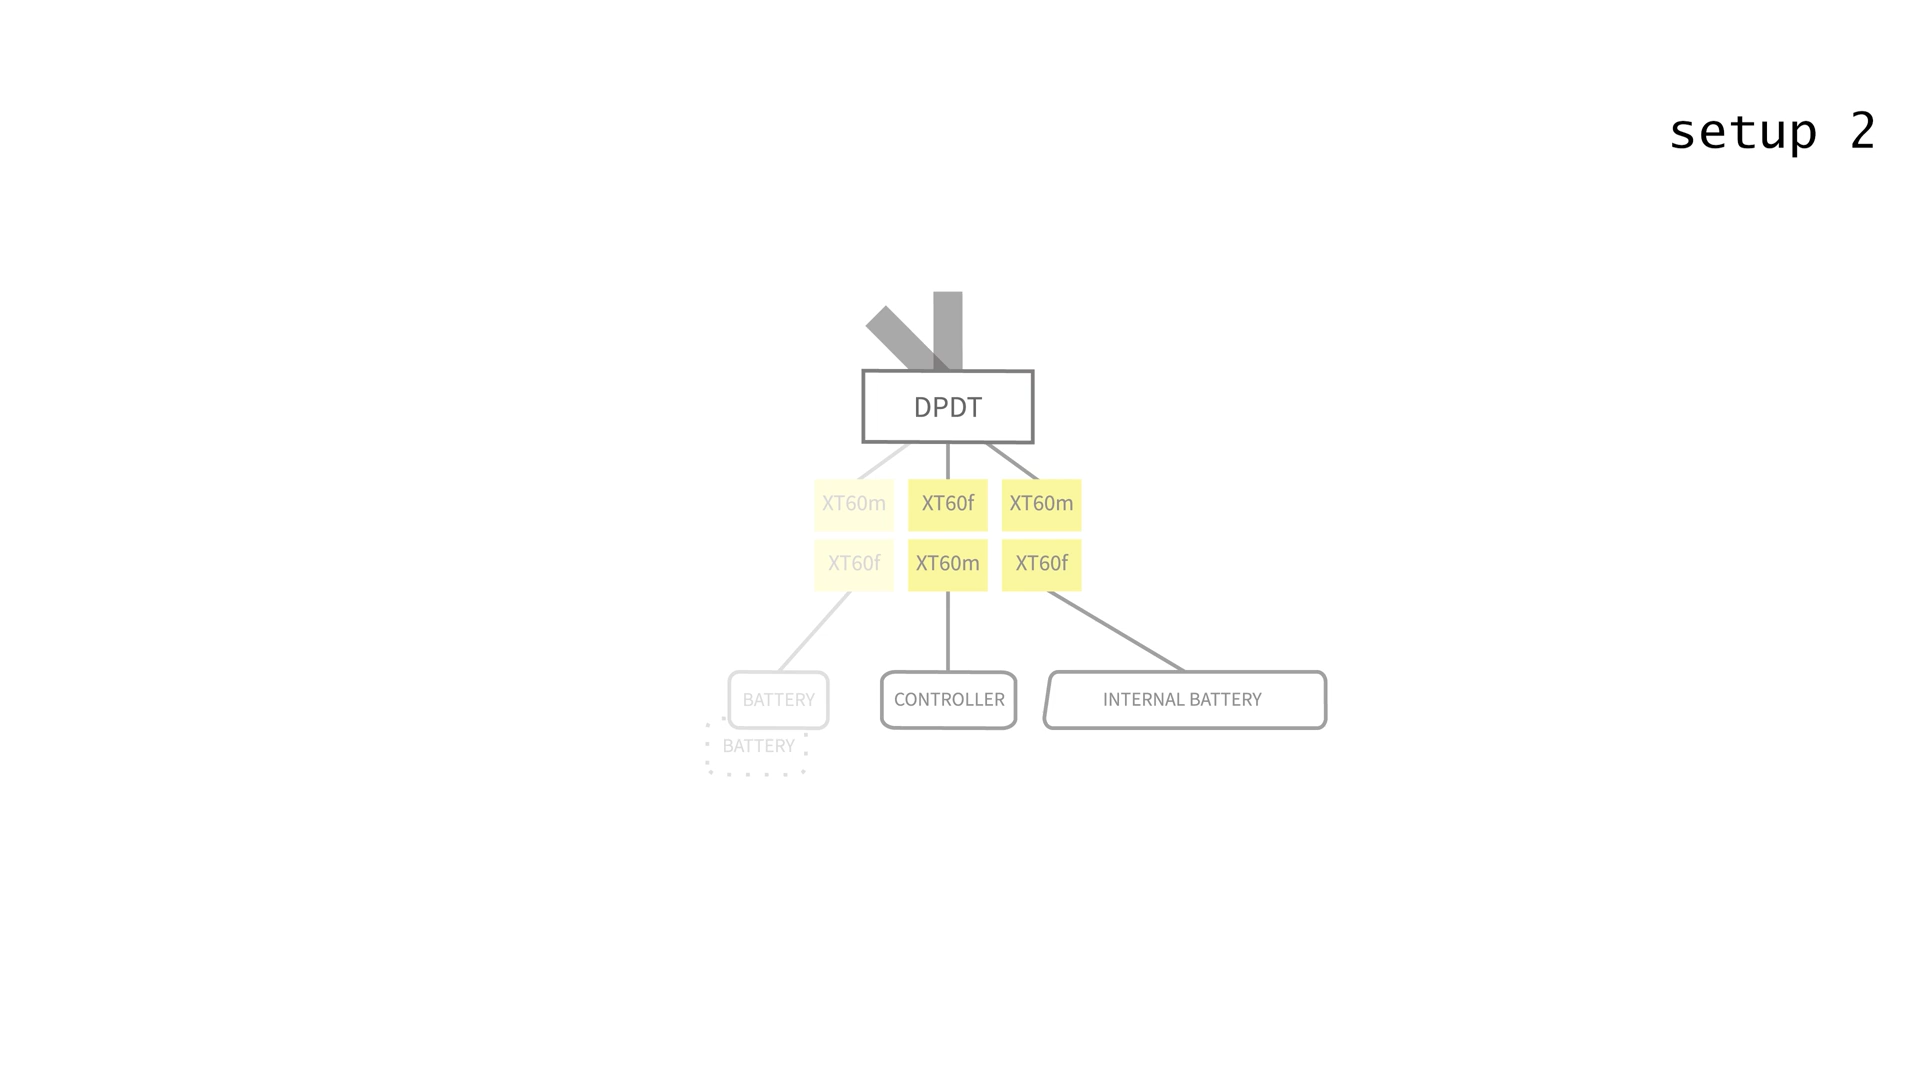 setup 2
DPDT
XT60m XT60f XT60m
XT60f XT60m XT60f
BATTERY CONTROLLER INTERNAL BATTERY
BATTERY